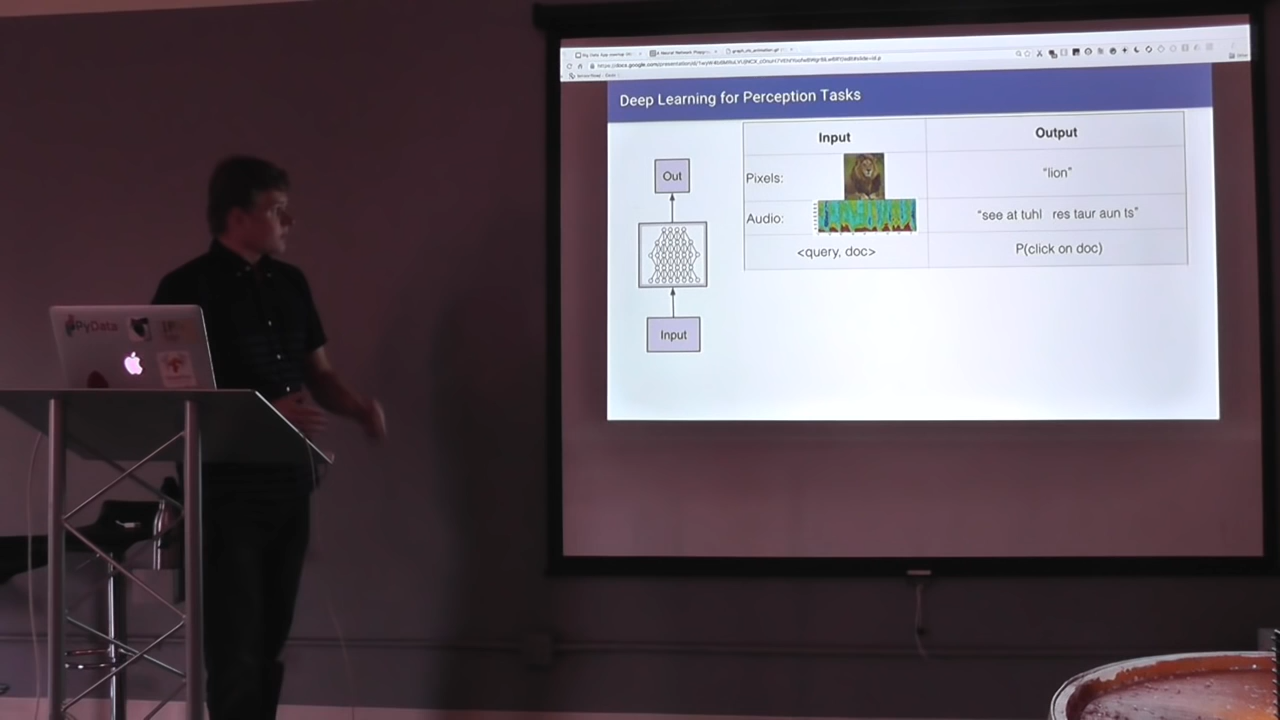 Deep Learning for Perception Tasks
Input Output
Out
Pixels: "lion"
Audio: "see at tuhl res taur aun ts"
<query, doc> P(click on doc)
Input
PyData